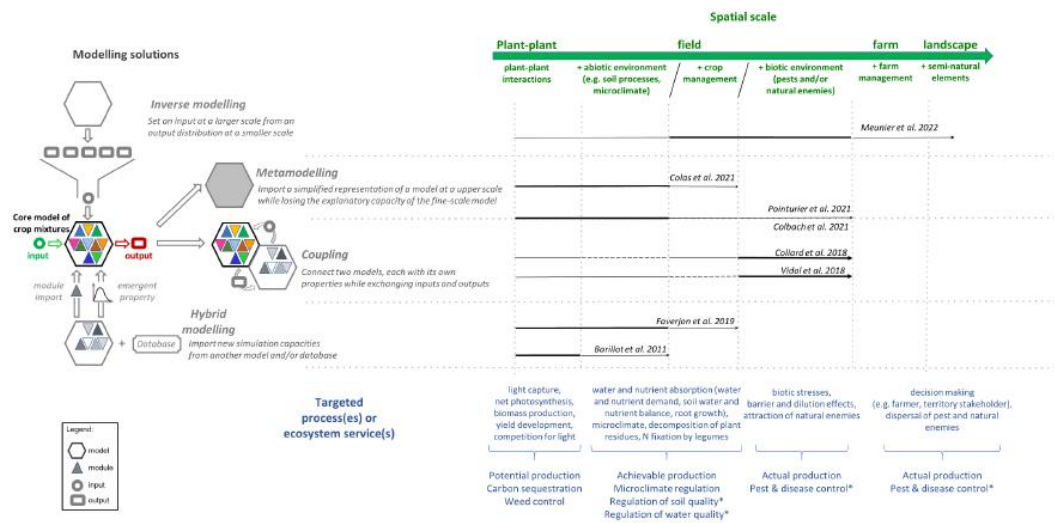 Spatial scale
Modelling solutions
Plant-plant
field
farm
landscape
plant-plant
interactions
+ abiotic environment
(e.g. soil processes,
microclimate)
+ crop
management
+ biotic environment
(pests and/or
natural enemies)
+ farm
management
+ semi-natural
elements
Inverse modelling
Set an input at a larger scale from an
output distribution at a smaller scale
Meunier et al. 2022
Metamodelling
Import a simplified representation of a model at a upper scale
while losing the explanatory capacity of the fine-scale model
Colas et al. 2021
Core model of
crop mixtures
input
output
Pointurier et al. 2021
Colbach et al. 2021
Coupling
Connect two models, each with its own
properties while exchanging inputs and outputs
Collard et al. 2018
Vidal et al. 2018
module
import
emergent
property
Hybrid
modelling
Import new simulation capacities
from another model and/or database
+
Database
Faverjon et al. 2019
Barillot et al. 2011
Targeted
process(es) or
ecosystem service(s)
light capture,
net photosynthesis,
biomass production,
yield development,
competition for light
water and nutrient absorption (water
and nutrient demand, soil water and
nutrient balance, root growth),
microclimate, decomposition of plant
residues, N fixation by legumes
biotic stresses,
barrier and dilution effects,
attraction of natural enemies
decision making
(e.g. farmer, territory stakeholder),
dispersal of pest and natural
enemies
Potential production
Carbon sequestration
Weed control
Achievable production
Microclimate regulation
Regulation of soil quality*
Regulation of water quality*
Actual production
Pest & disease control*
Actual production
Pest & disease control*
Legend:
model
module
input
output